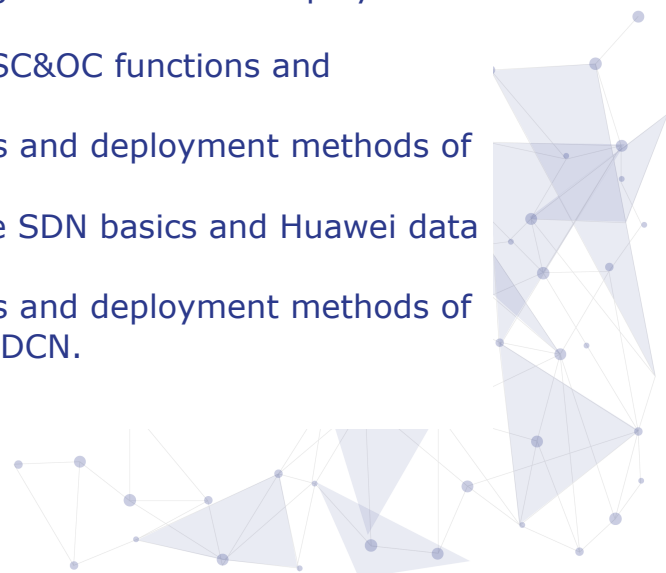 SC&OC functions and
s and deployment methods of
e SDN basics and Huawei data
s and deployment methods of
DCN.